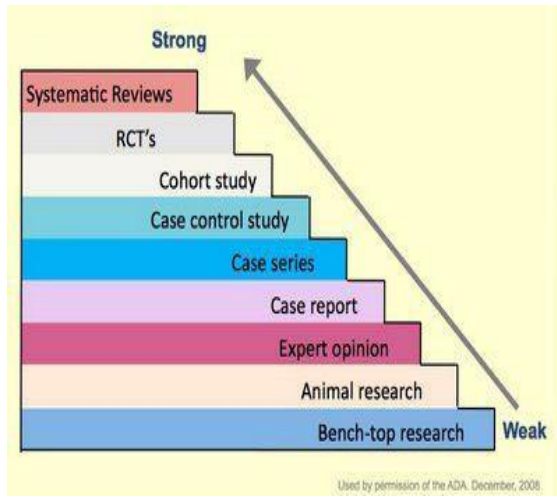 Strong
Systematic Reviews
RCT's
Cohort study
Case control study
Case series
Case report
Expert opinion
Animal research
Bench-top research
Weak
Used by permission of the ADA. December, 2008